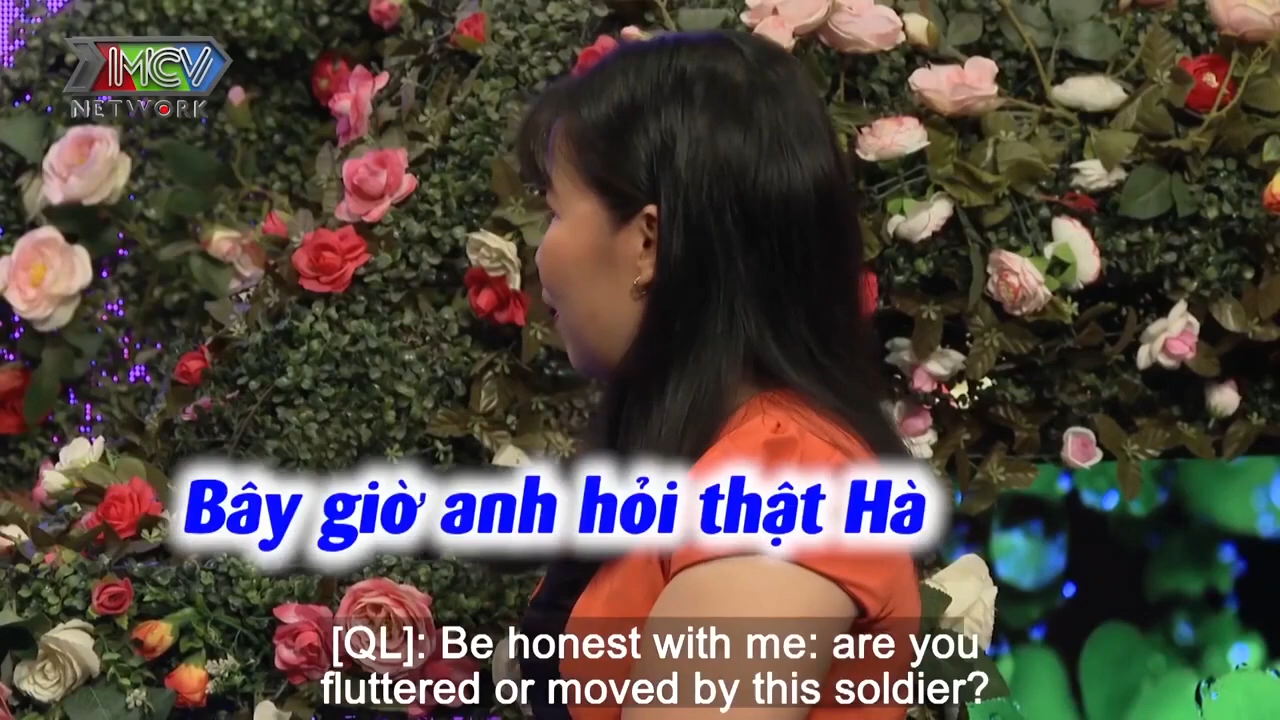 MCV
NETWORK
Bây giờ anh hỏi thật Hà
[QL]: Be honest with me: are you
fluttered or moved by this soldier?